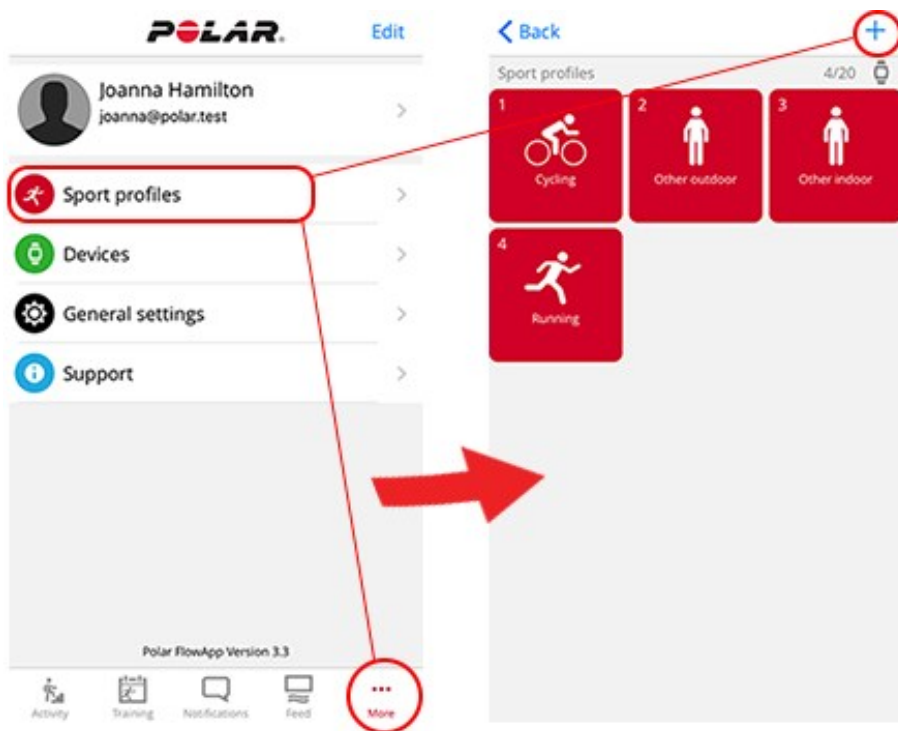 POLAR.
Edit
Joanna Hamilton
joanna@polar.test
Sport profiles
Devices
General settings
Support
Polar FlowApp Version 3.3
Activity
Training
Notifications
Feed
More
Back
+
Sport profiles
4/20
1
Cycling
2
Other outdoor
3
Other indoor
4
Running